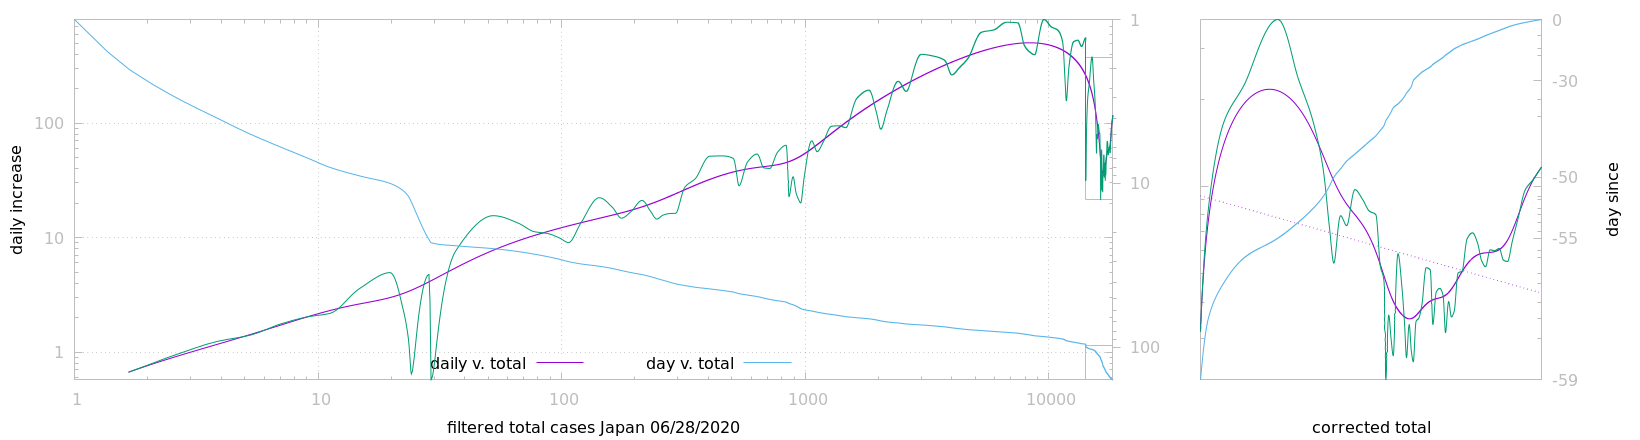 daily increase
100
10
1
1
10
100
1000
10000
daily v. total
day v. total
filtered total cases Japan 06/28/2020
1
10
100
0
-30
-50
-55
-59
day since
corrected total